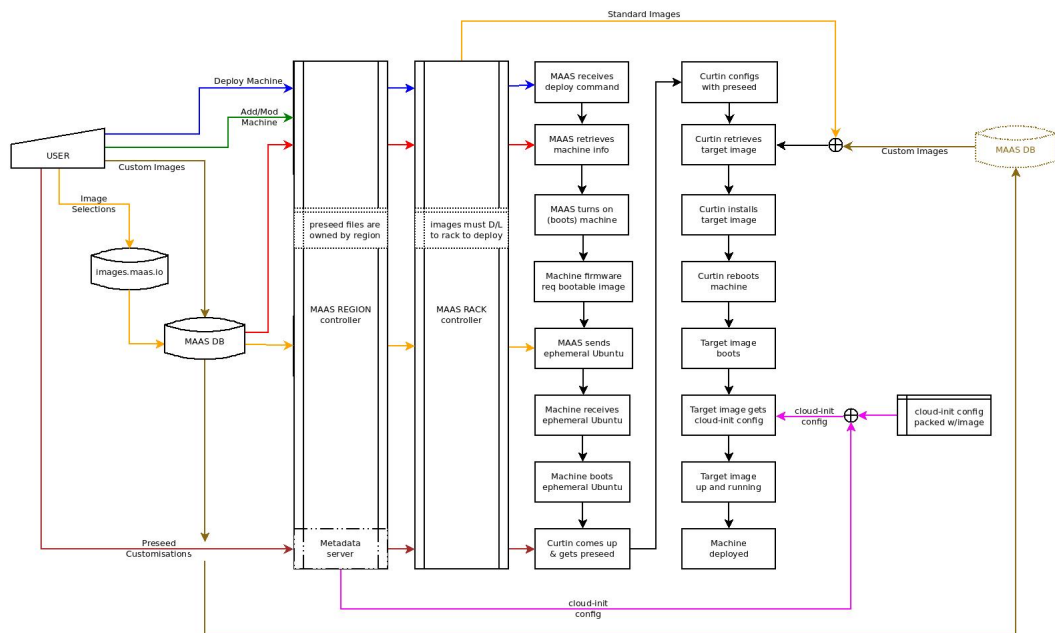 Standard Images
Deploy Machine
Add/Mod
Machine
USER
Custom Images
Image
Selections
images.maas.io
MAAS DB
Preseed
Customisations
preseed files are
owned by region
MAAS REGION
controller
Metadata
server
images must D/L
to rack to deploy
MAAS RACK
controller
MAAS receives
deploy command
MAAS retrieves
machine info
MAAS turns on
(boots) machine
Machine firmware
req bootable image
MAAS sends
ephemeral Ubuntu
Machine receives
ephemeral Ubuntu
Machine boots
ephemeral Ubuntu
Curtin comes up
& gets preseed
Curtin configs
with preseed
Curtin retrieves
target image
Curtin installs
target image
Curtin reboots
machine
Target image
boots
Target image gets
cloud-init config
Target image
up and running
Machine
deployed
Custom Images
MAAS DB
cloud-init
config
cloud-init config
packed w/image
cloud-init
config